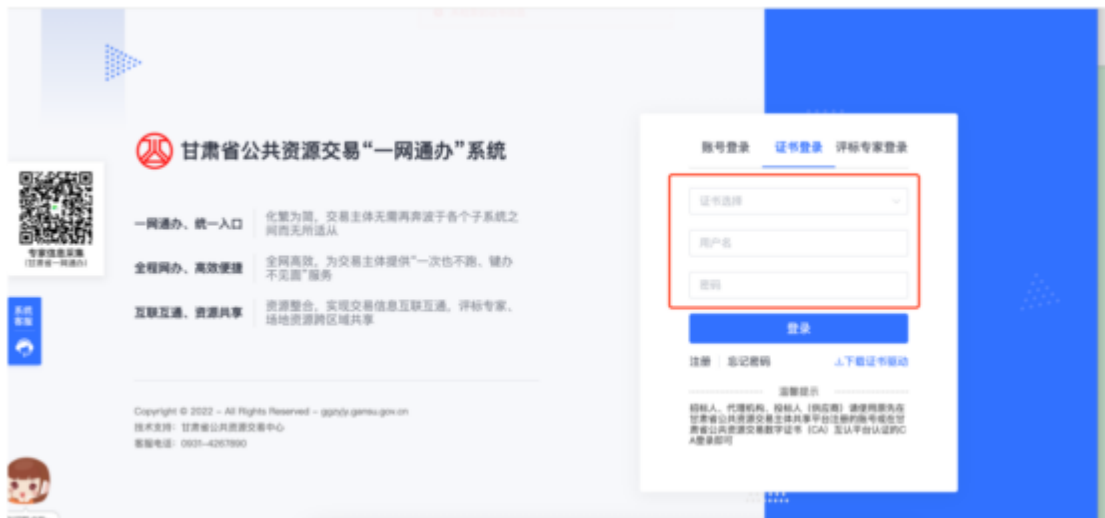 甘肃省公共资源交易“一网通办”系统
一网通办、统一入口
化繁为简，交易主体无需再奔波于各个子系统之
间而无所适从
全程网办、高效便捷
全网高效，为交易主体提供“一次也不跑、键办
不见面”服务
互联互通、资源共享
资源整合，实现交易信息互联互通，评标专家、
场地资源跨区域共享
Copyright © 2022 - All Rights Reserved - ggzyjy.gansu.gov.cn
技术支持：甘肃省公共资源交易中心
客服电话：0931-4267890
专家信息采集
(甘肃省一网通办)
系统
客服
账号登录 证书登录 评标专家登录
证书选择
用户名
密码
登录
注册 忘记密码 下载证书驱动
温馨提示
招标人、代理机构、投标人（供应商）请使用原先在
甘肃省公共资源交易主体共享平台注册的账号或在甘
肃省公共资源交易数字证书（CA）互认平台认证的C
A登录即可